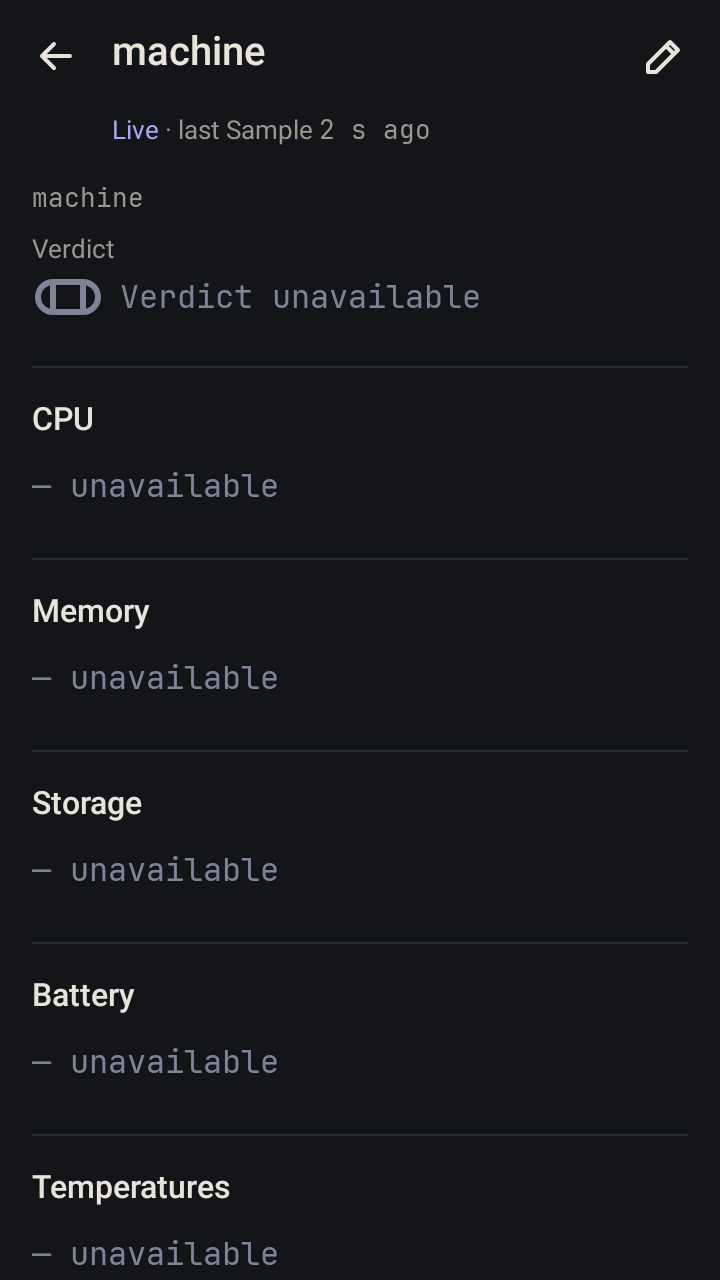 machine
Live · last Sample 2 s ago
machine
Verdict
Verdict unavailable
CPU
— unavailable
Memory
— unavailable
Storage
— unavailable
Battery
— unavailable
Temperatures
— unavailable